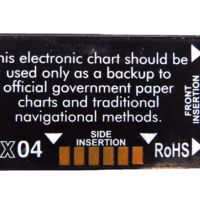 his electronic chart should be
used only as a backup to
official government paper
charts and traditional
navigational methods.
FRONT
INSERTION
X04
SIDE
INSERTION
RoHS